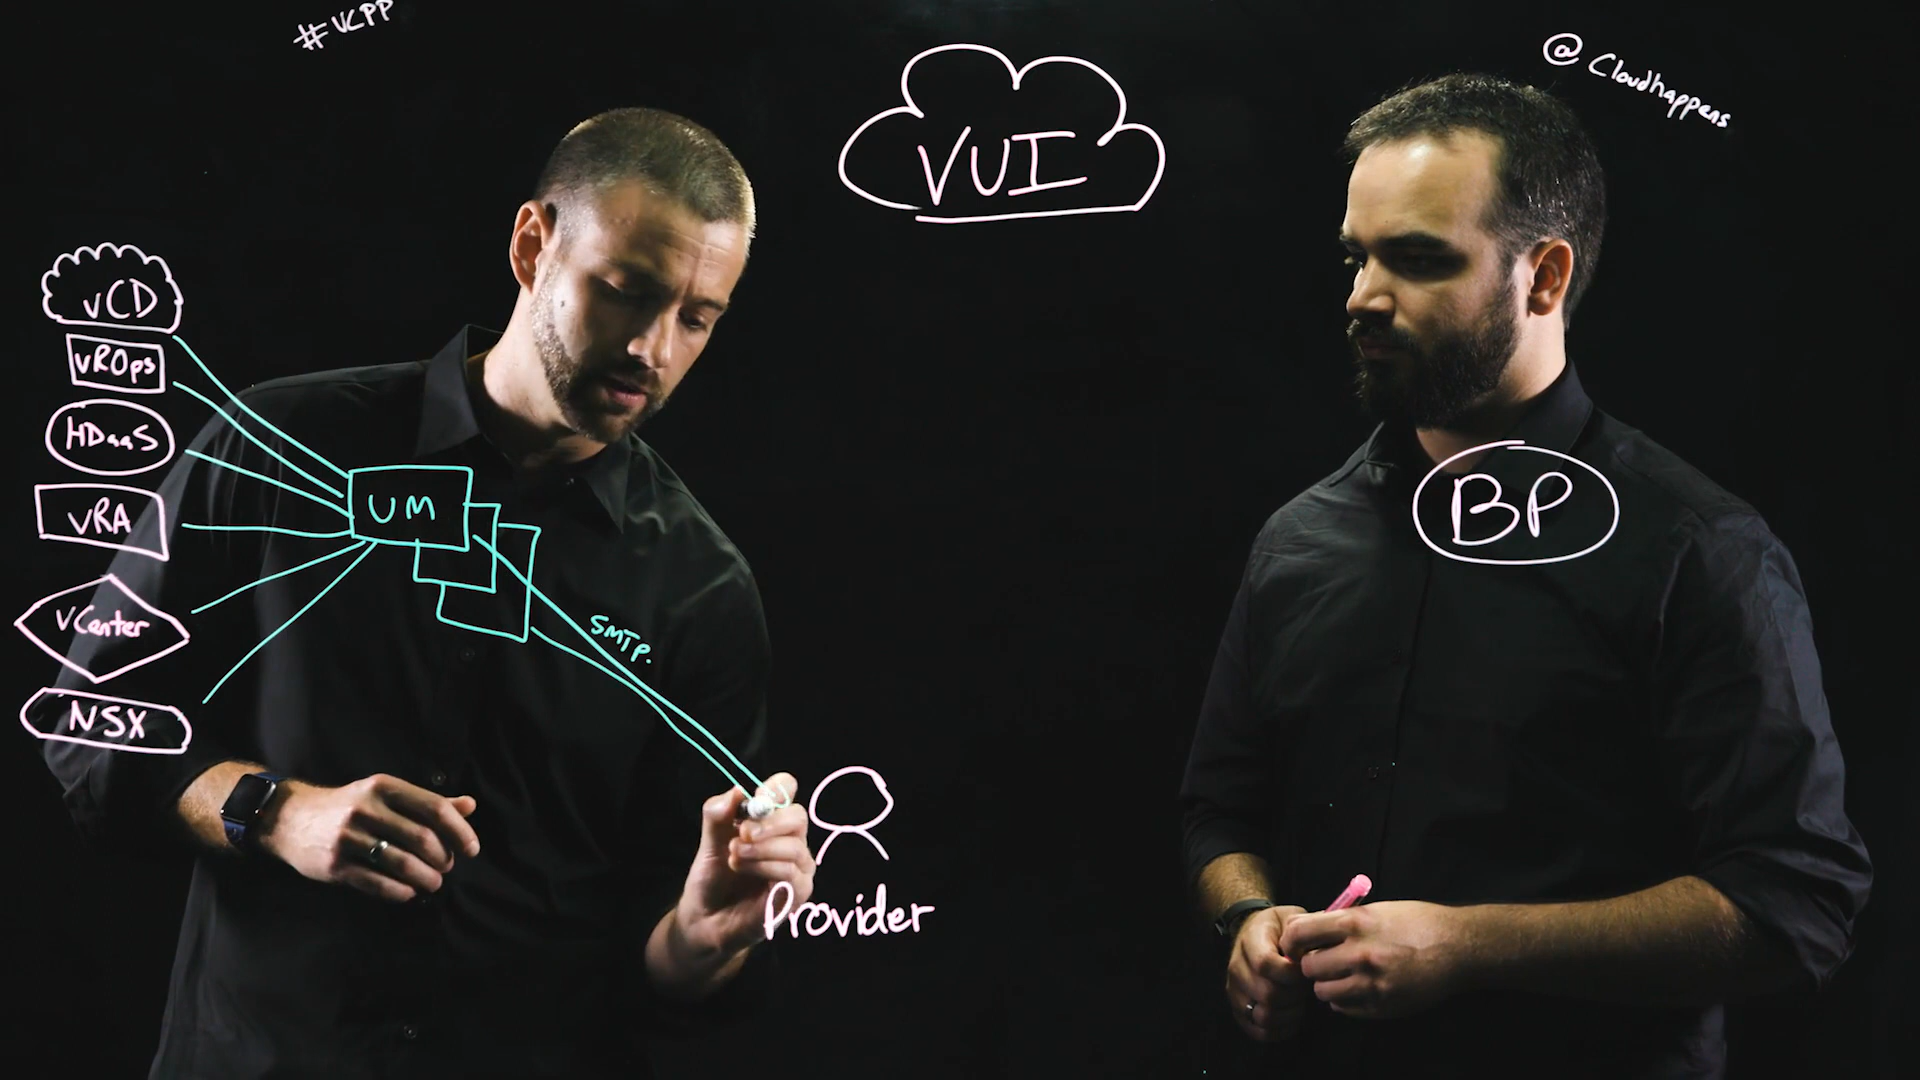 #VCPP
@Cloudhappens
VUI
vCD
vROps
HDaaS
vRA
vCenter
NSX
UM
SMTP.
BP
Provider